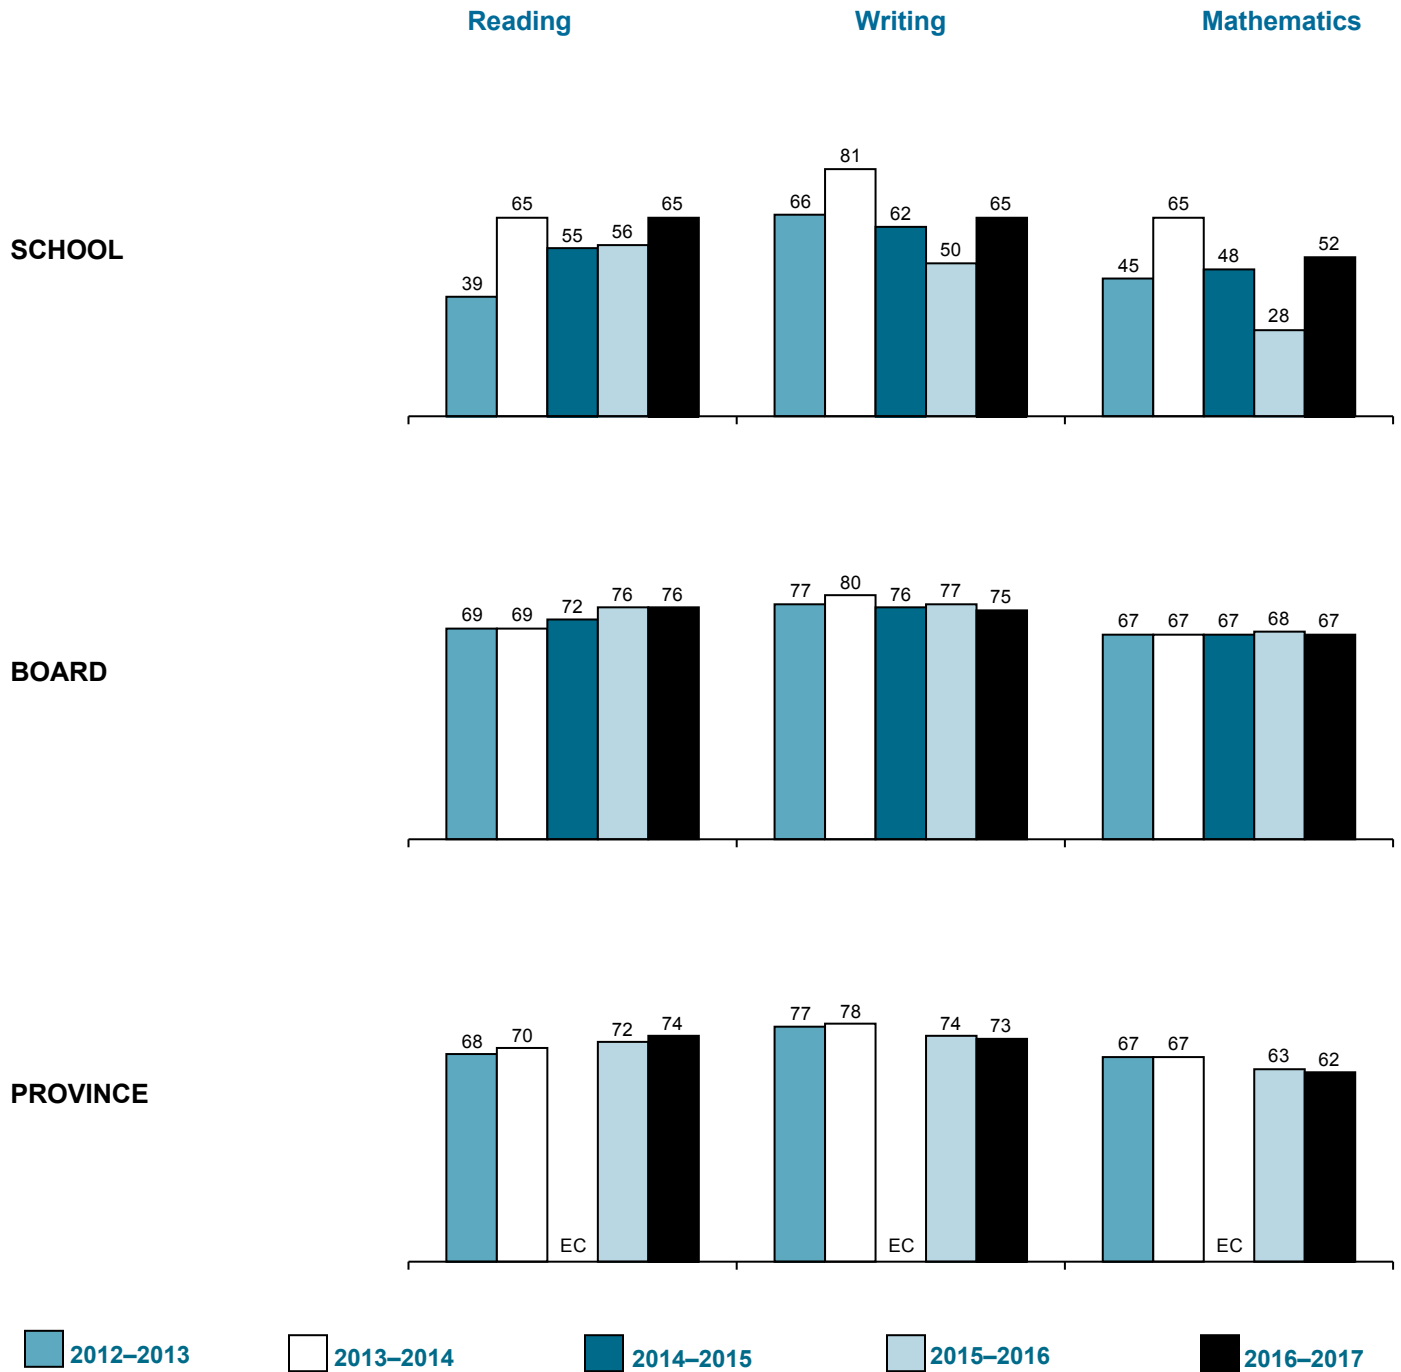 Reading Writing Mathematics
SCHOOL
39 65 55 56 65 66 81 62 50 65 45 65 48 28 52
BOARD
69 69 72 76 76 77 80 76 77 75 67 67 67 68 67
PROVINCE
68 70 EC 72 74 77 78 EC 74 73 67 67 EC 63 62
2012–2013 2013–2014 2014–2015 2015–2016 2016–2017